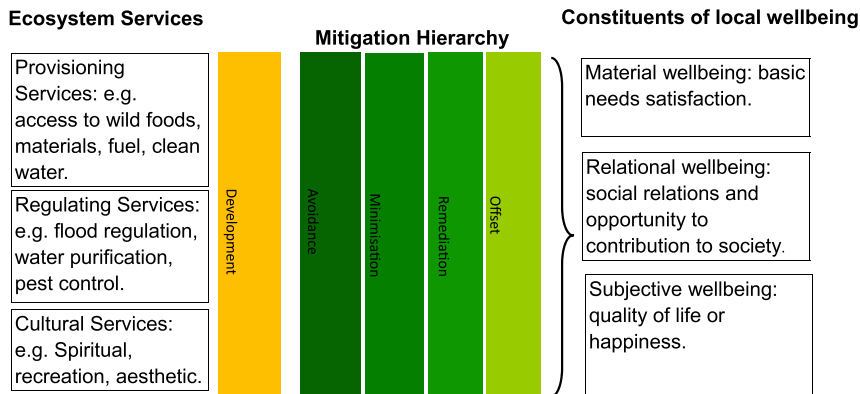 Ecosystem Services
Mitigation Hierarchy
Constituents of local wellbeing
Provisioning
Services: e.g.
access to wild foods,
materials, fuel, clean
water.
Regulating Services:
e.g. flood regulation,
water purification,
pest control.
Cultural Services:
e.g. Spiritual,
recreation, aesthetic.
Development
Avoidance
Minimisation
Remediation
Offset
Material wellbeing: basic
needs satisfaction.
Relational wellbeing:
social relations and
opportunity to
contribution to society.
Subjective wellbeing:
quality of life or
happiness.